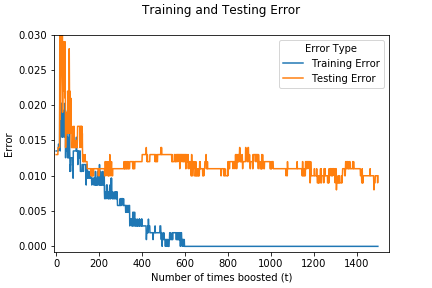 Training and Testing Error
Error Type
Training Error
Testing Error
0.030
0.025
0.020
0.015
0.010
0.005
0.000
Error
0
200
400
600
800
1000
1200
1400
Number of times boosted (t)